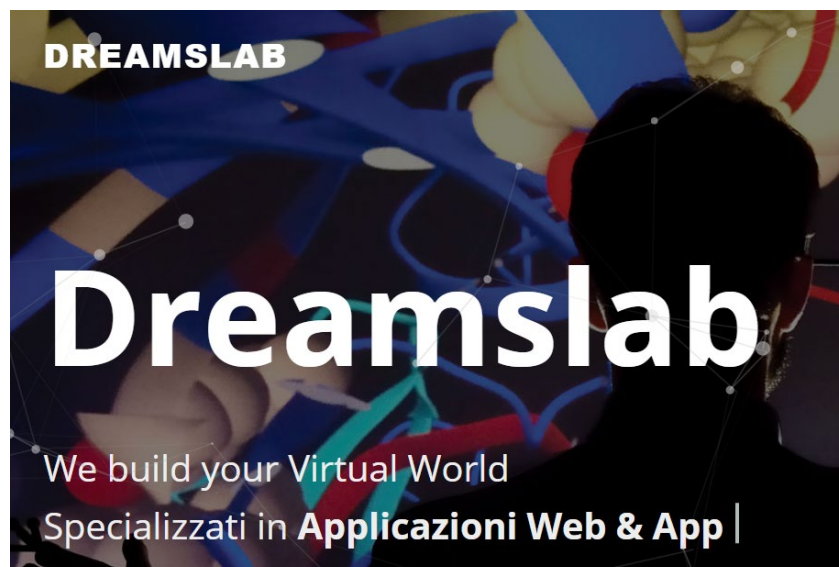 DREAMSLAB
Dreamslab
We build your Virtual World
Specializzati in Applicazioni Web & App